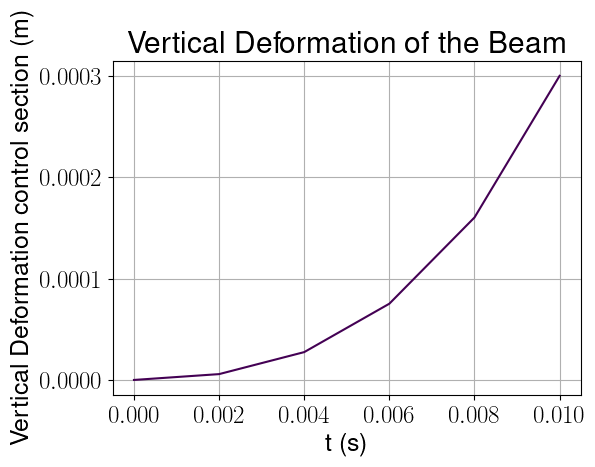 Vertical Deformation of the Beam
Vertical Deformation control section (m)
0.0003
0.0002
0.0001
0.0000
0.000 0.002 0.004 0.006 0.008 0.010
t (s)